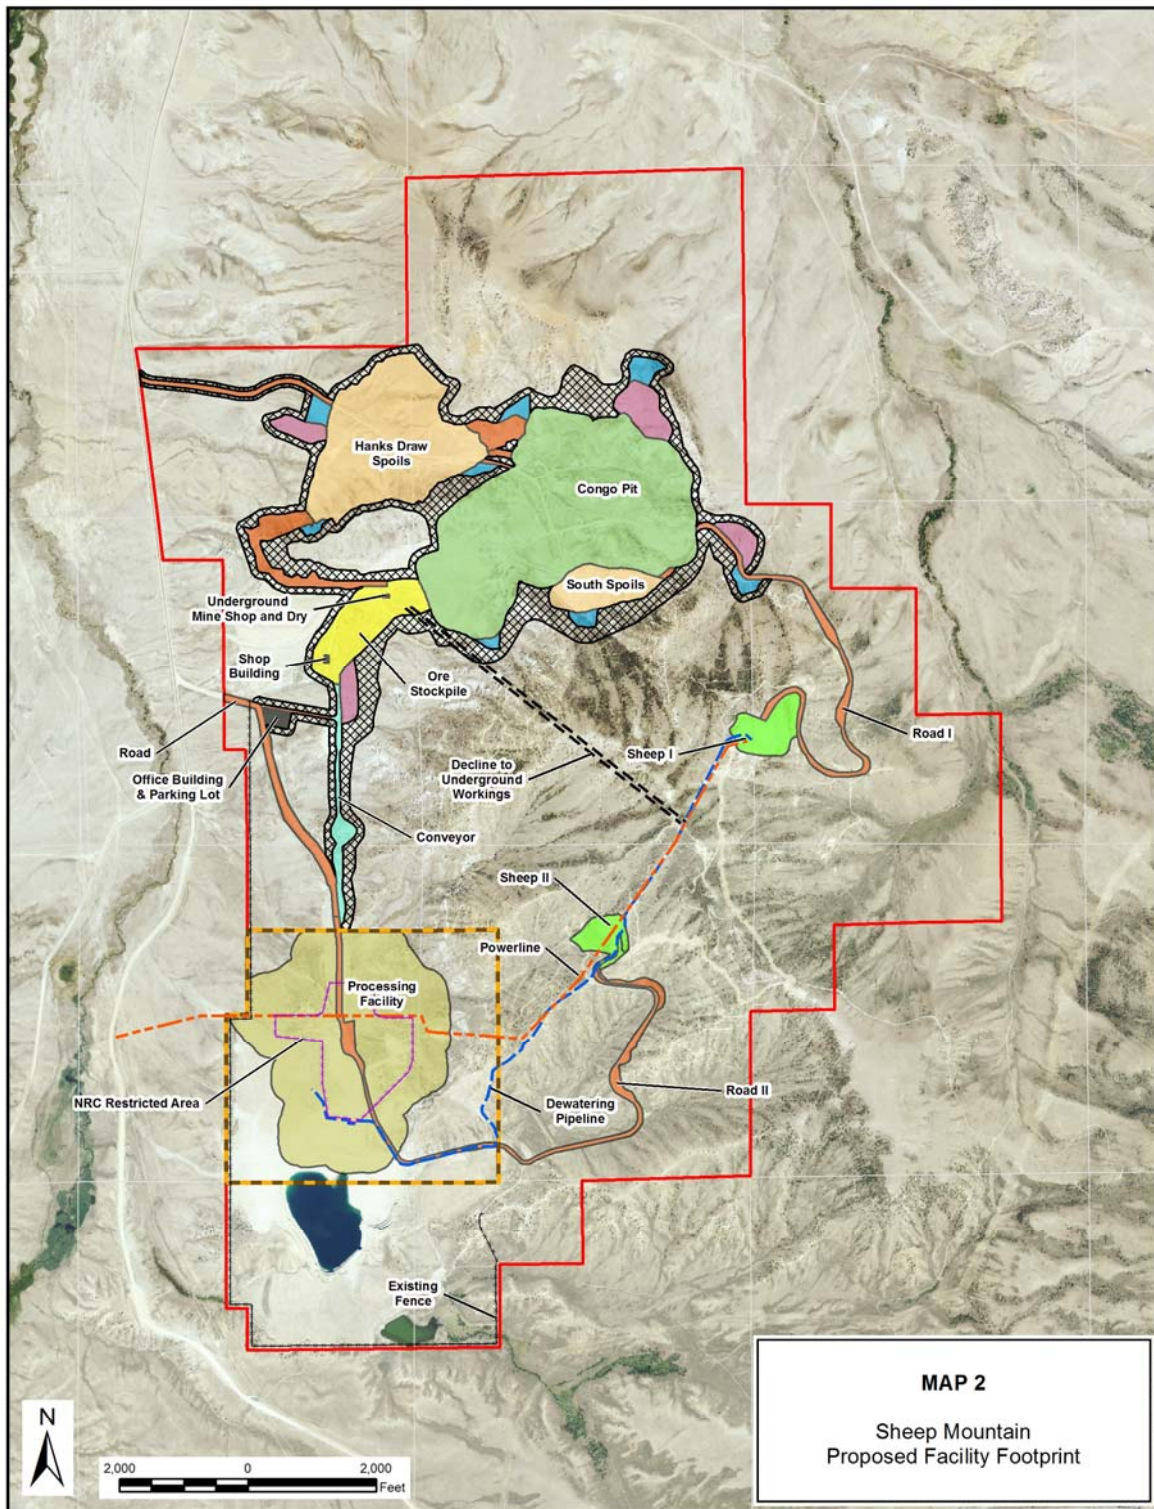 Hanks Draw
Spoils
Congo Pit
South Spoils
Underground
Mine Shop and Dry
Shop
Building
Ore
Stockpile
Road
Office Building
& Parking Lot
Decline to
Underground
Workings
Sheep I
Road I
Conveyor
Sheep II
Powerline
Processing
Facility
NRC Restricted Area
Dewatering
Pipeline
Road II
Existing
Fence
MAP 2
Sheep Mountain
Proposed Facility Footprint
N
2,000 0 2,000
Feet